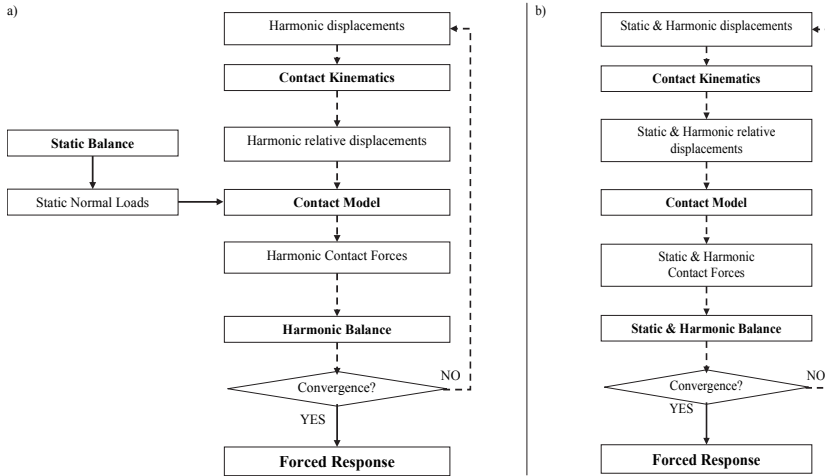 a)
Harmonic displacements
Contact Kinematics
Harmonic relative displacements
Static Balance
Static Normal Loads
Contact Model
Harmonic Contact Forces
Harmonic Balance
Convergence?
NO
YES
Forced Response
b)
Static & Harmonic displacements
Contact Kinematics
Static & Harmonic relative
displacements
Contact Model
Static & Harmonic
Contact Forces
Static & Harmonic Balance
Convergence?
NO
YES
Forced Response